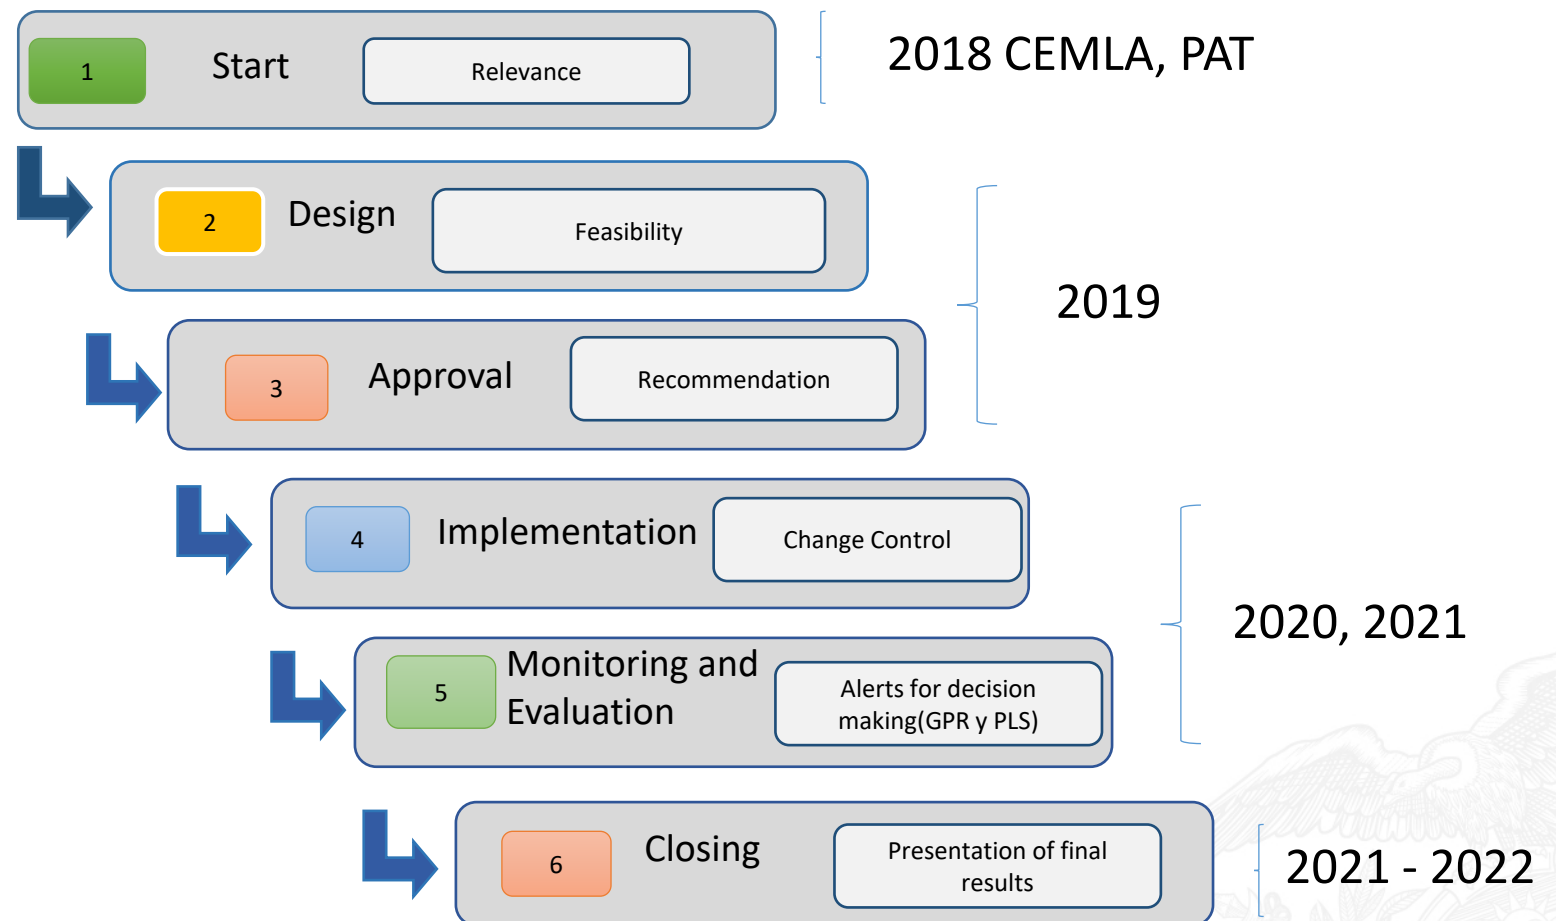 1
Start
Relevance
2018 CEMLA, PAT
2
Design
Feasibility
2019
3
Approval
Recommendation
4
Implementation
Change Control
2020, 2021
5
Monitoring and
Evaluation
Alerts for decision
making(GPR y PLS)
6
Closing
Presentation of final
results
2021 - 2022